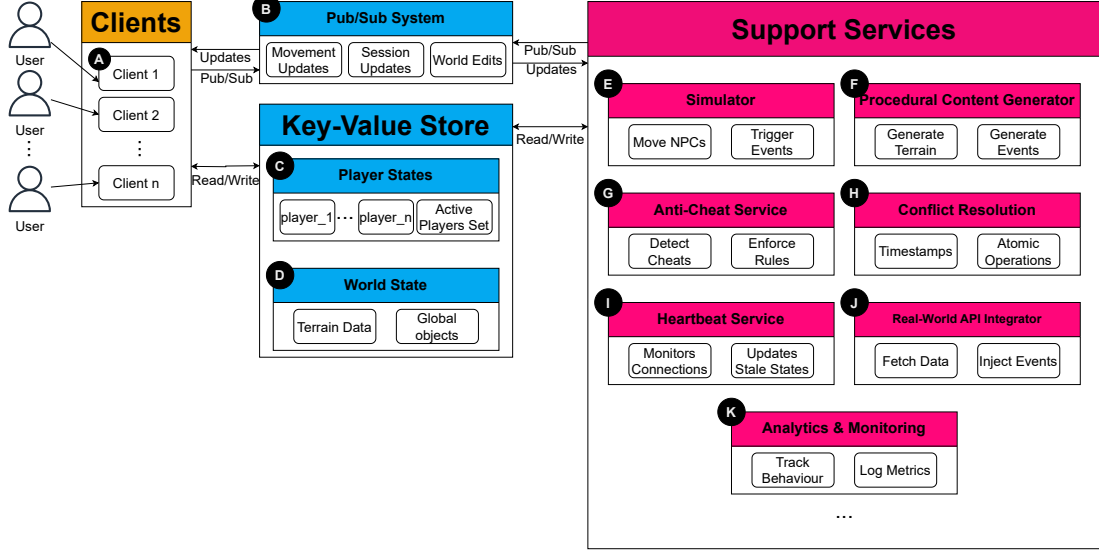 Clients
User
A
Client 1
User
Client 2
Client n
User
B
Pub/Sub System
Movement
Updates
Session
Updates
World Edits
Updates
Pub/Sub
Pub/Sub
Updates
Key-Value Store
Read/Write
Read/Write
C
Player States
player_1
...
player_n
Active
Players Set
D
World State
Terrain Data
Global
objects
Support Services
E
Simulator
Move NPCs
Trigger
Events
F
Procedural Content Generator
Generate
Terrain
Generate
Events
G
Anti-Cheat Service
Detect
Cheats
Enforce
Rules
H
Conflict Resolution
Timestamps
Atomic
Operations
I
Heartbeat Service
Monitors
Connections
Updates
Stale States
J
Real-World API Integrator
Fetch Data
Inject Events
K
Analytics & Monitoring
Track
Behaviour
Log Metrics
...